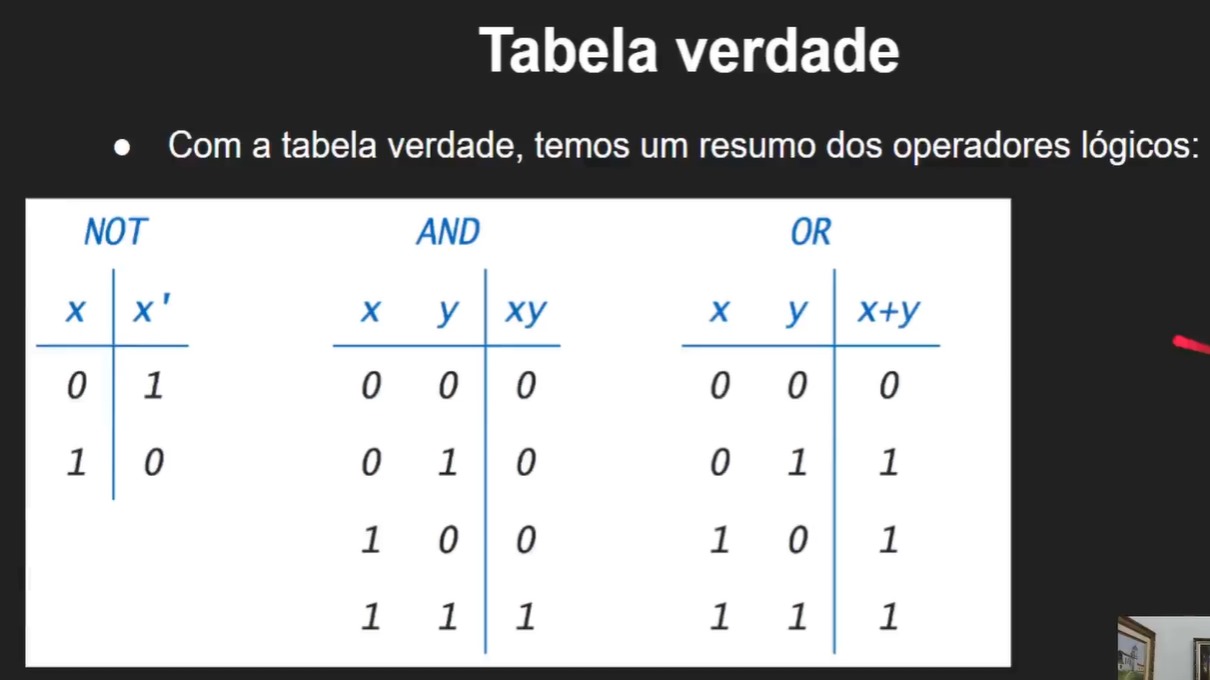 Tabela verdade
● Com a tabela verdade, temos um resumo dos operadores lógicos:
NOT AND OR
x x' x y xy x y x+y
0 1 0 0 0 0 0 0
1 0 0 1 0 0 1 1
1 0 0 1 0 1
1 1 1 1 1 1